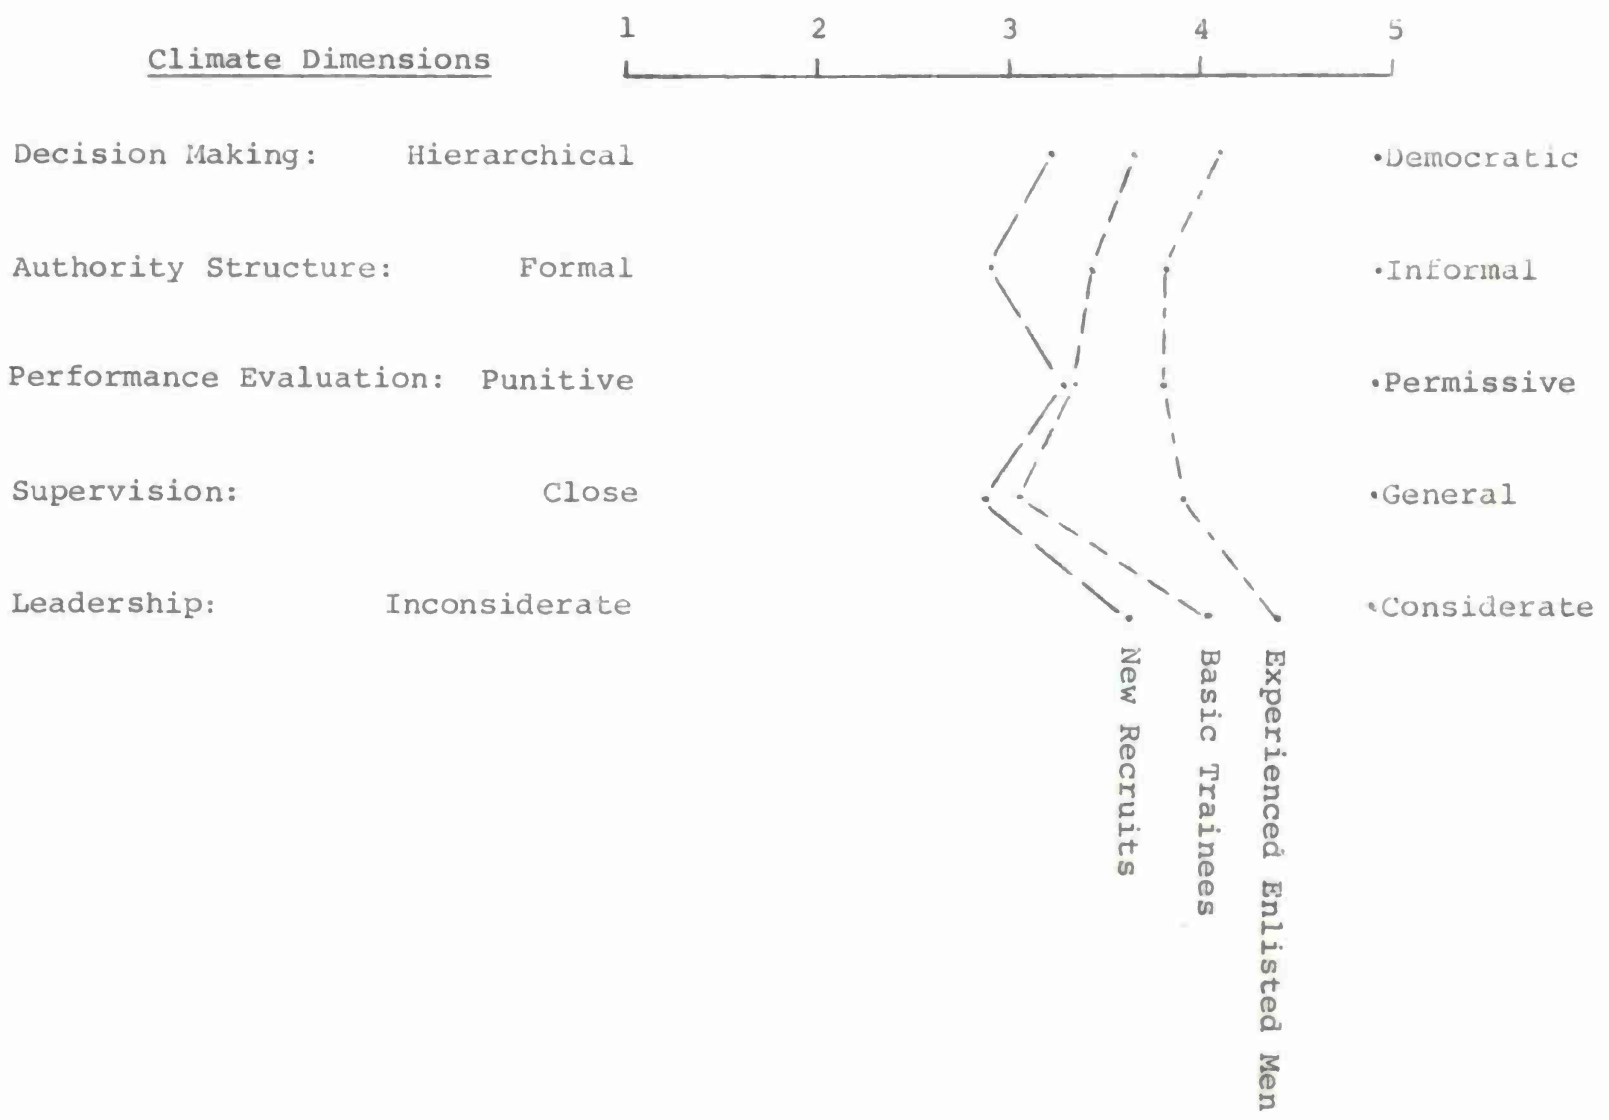 1 2 3 4 5
Climate Dimensions
Decision Making: Hierarchical •Democratic
Authority Structure: Formal •Informal
Performance Evaluation: Punitive •Permissive
Supervision: Close •General
Leadership: Inconsiderate •Considerate
New Recruits
Basic Trainees
Experienced Enlisted Men